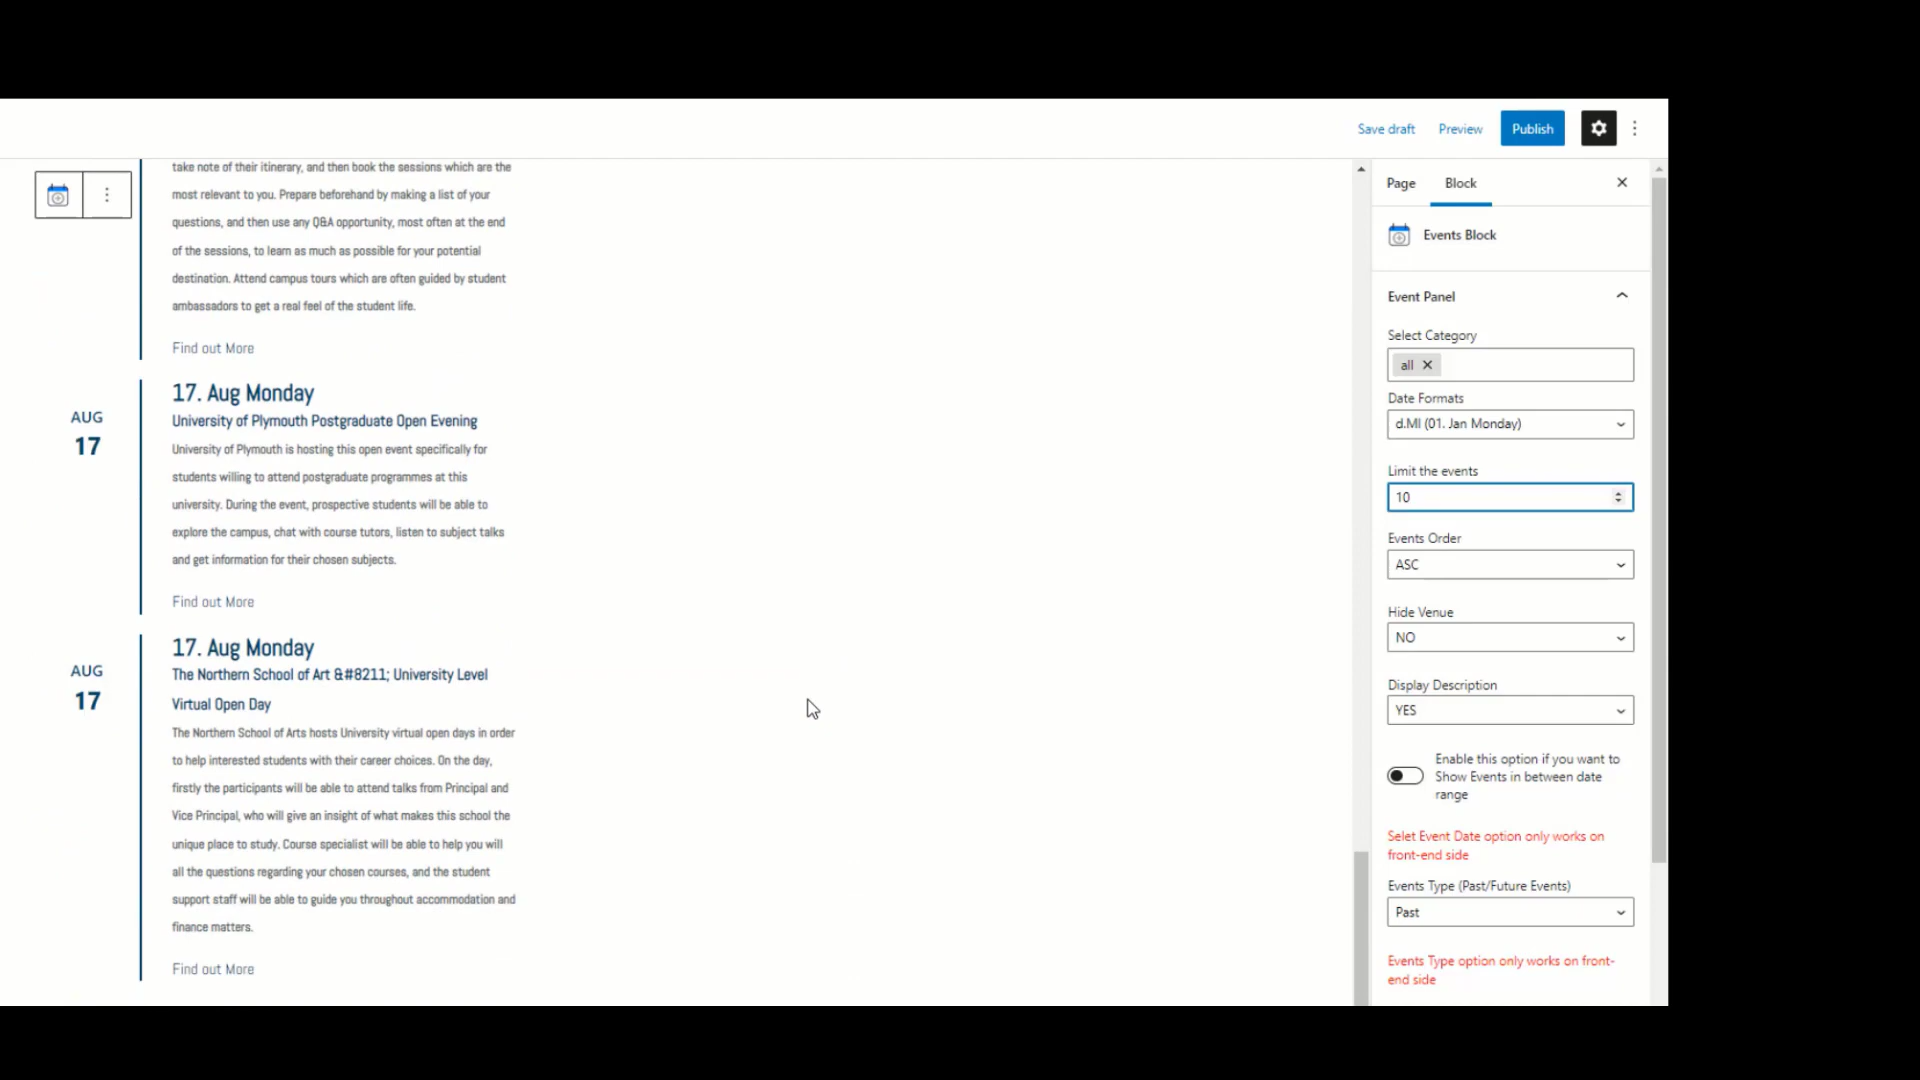 Save draft
Preview
Publish
take note of their itinerary, and then book the sessions which are the
most relevant to you. Prepare beforehand by making a list of your
questions, and then use any Q&A opportunity, most often at the end
of the sessions, to learn as much as possible for your potential
destination. Attend campus tours which are often guided by student
ambassadors to get a real feel of the student life.
Find out More
AUG
17
17. Aug Monday
University of Plymouth Postgraduate Open Evening
University of Plymouth is hosting this open event specifically for
students willing to attend postgraduate programmes at this
university. During the event, prospective students will be able to
explore the campus, chat with course tutors, listen to subject talks
and get information for their chosen subjects.
Find out More
AUG
17
17. Aug Monday
The Northern School of Art &#8211; University Level
Virtual Open Day
The Northern School of Arts hosts University virtual open days in order
to help interested students with their career choices. On the day,
firstly the participants will be able to attend talks from Principal and
Vice Principal, who will give an insight of what makes this school the
unique place to study. Course specialist will be able to help you will
all the questions regarding your chosen courses, and the student
support staff will be able to guide you throughout accommodation and
finance matters.
Find out More
Page
Block
Events Block
Event Panel
Select Category
all
Date Formats
d.Ml (01. Jan Monday)
Limit the events
10
Events Order
ASC
Hide Venue
NO
Display Description
YES
Enable this option if you want to
Show Events in between date
range
Selet Event Date option only works on
front-end side
Events Type (Past/Future Events)
Past
Events Type option only works on front-
end side